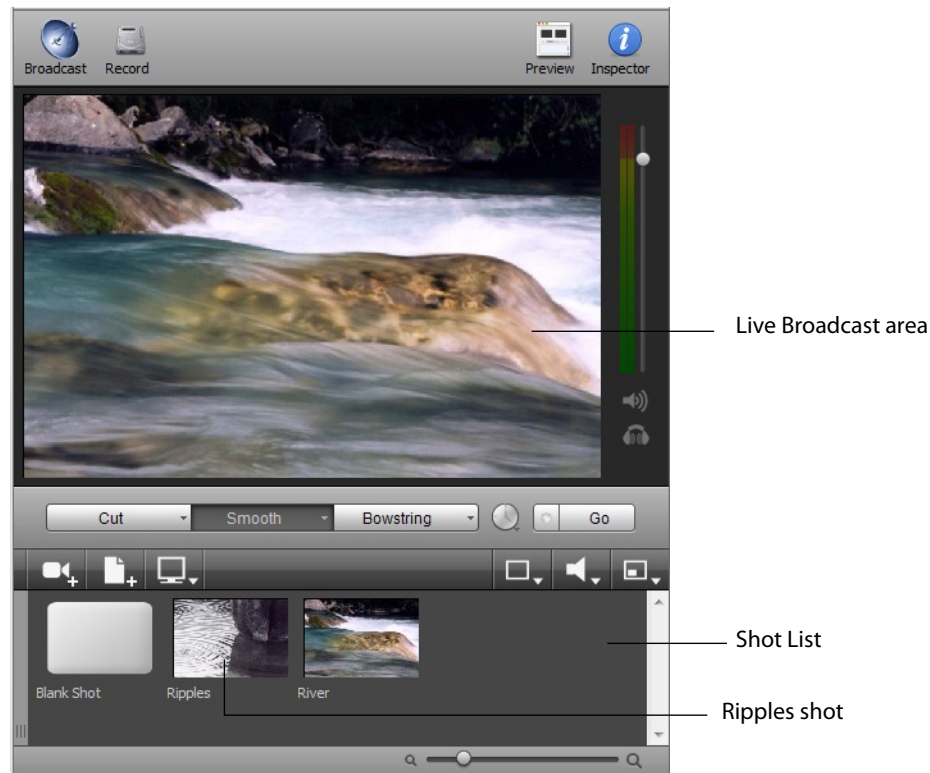 Broadcast Record Preview Inspector
Live Broadcast area
Cut Smooth Bowstring Go
Shot List
Blank Shot Ripples River
Ripples shot